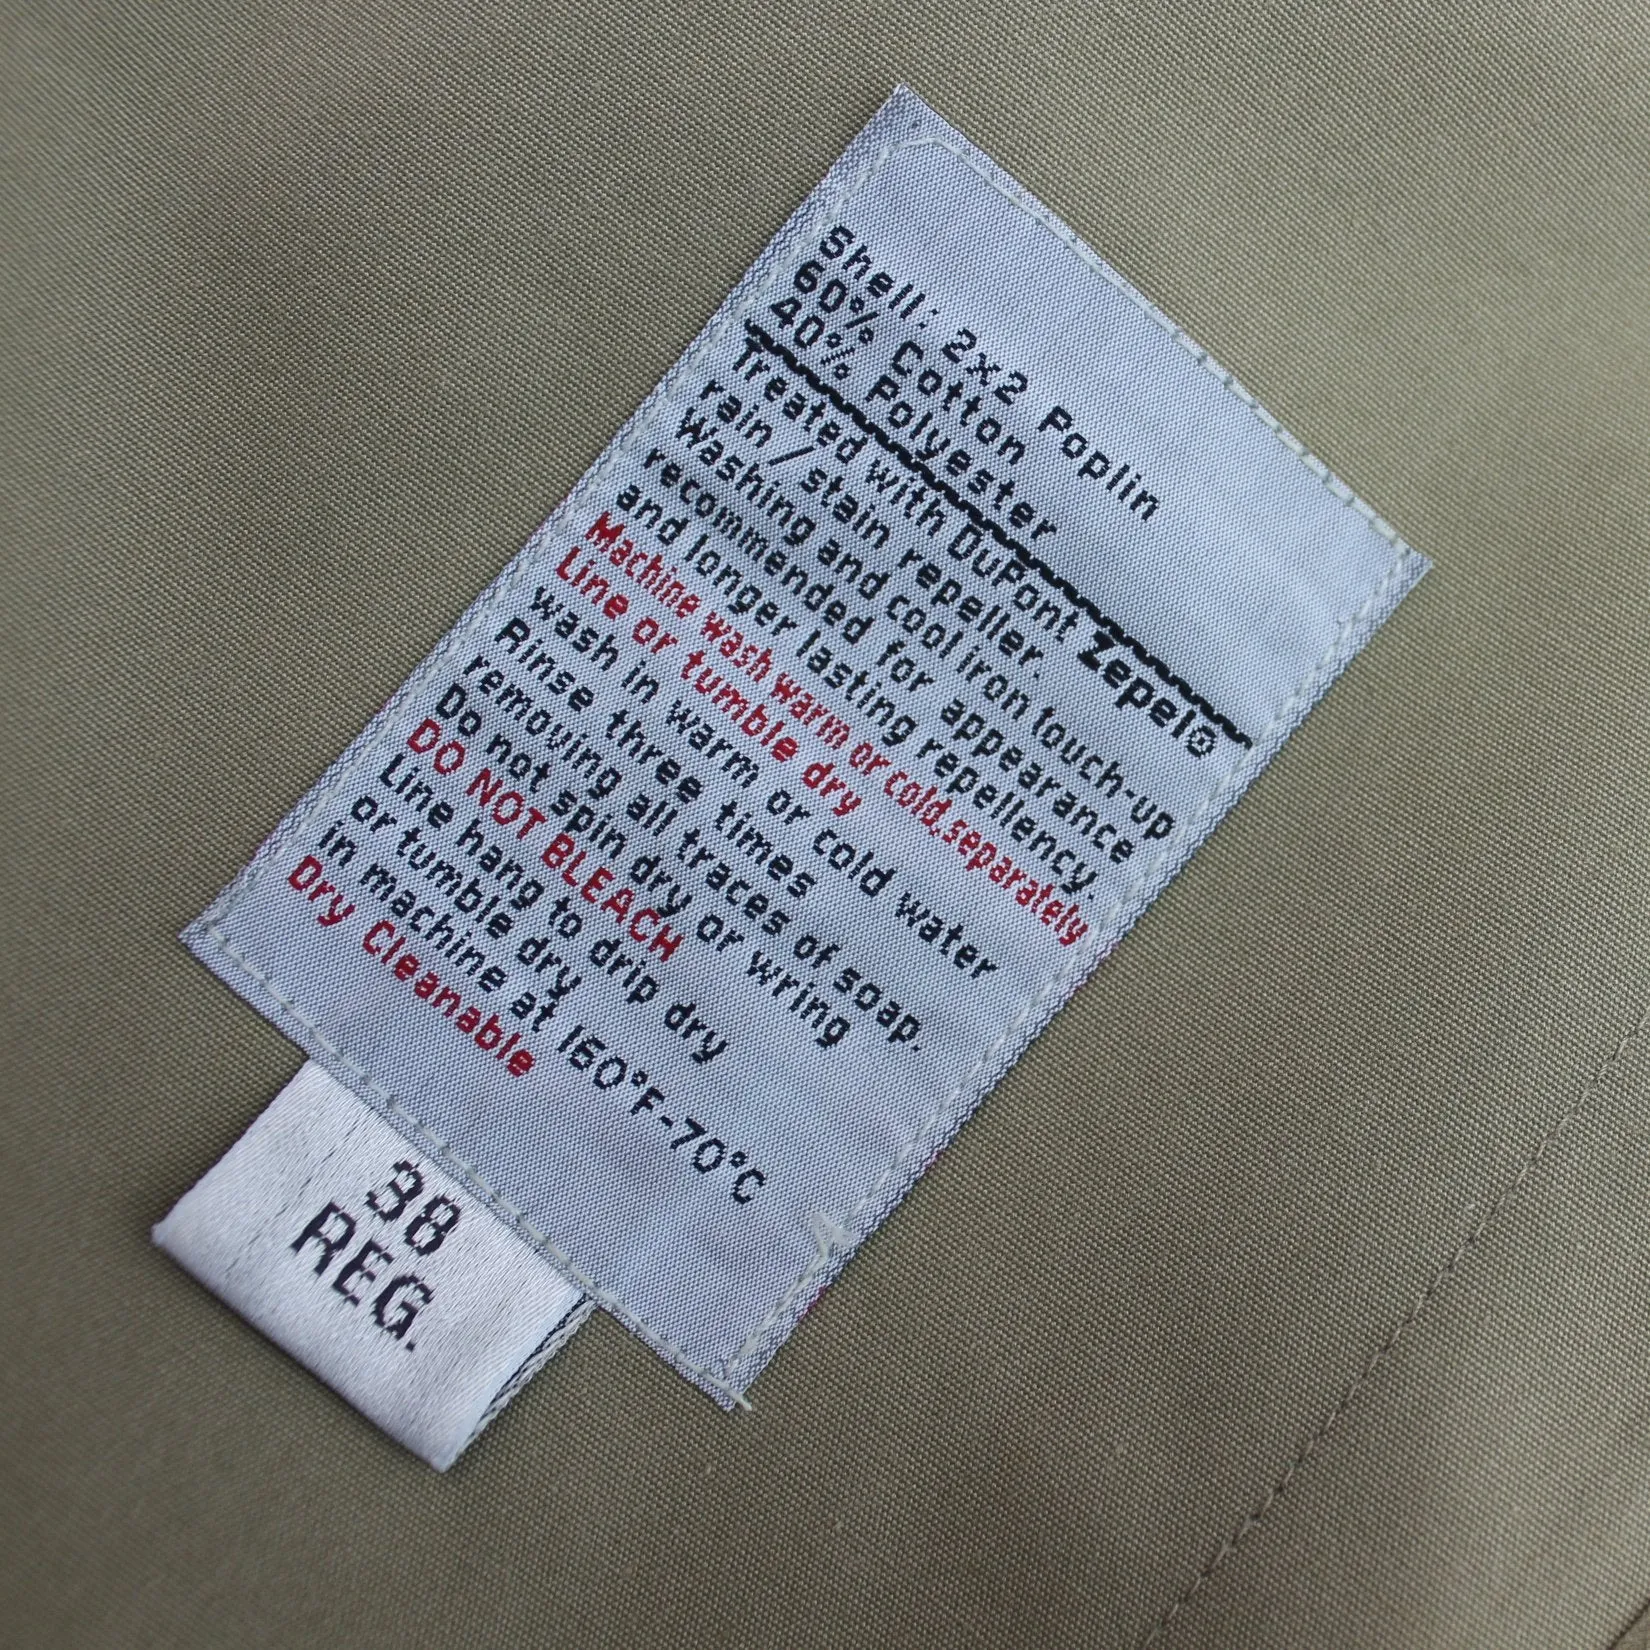 Shell: 2x2 Poplin
60% Cotton
40% Polyester
Treated with DuPont Zepel®
rain / stain repeller.
Washing and cool iron touch-up
recommended for appearance
and longer lasting repellency.
Machine wash warm or cold.separately
Line or tumble dry
wash in warm or cold water
Rinse three times
removing all traces of soap.
Do not spin dry or wring
DO NOT BLEACH
Line hang to drip dry
or tumble dry
in machine at 160°F-70°C
Dry Cleanable
38
REG.